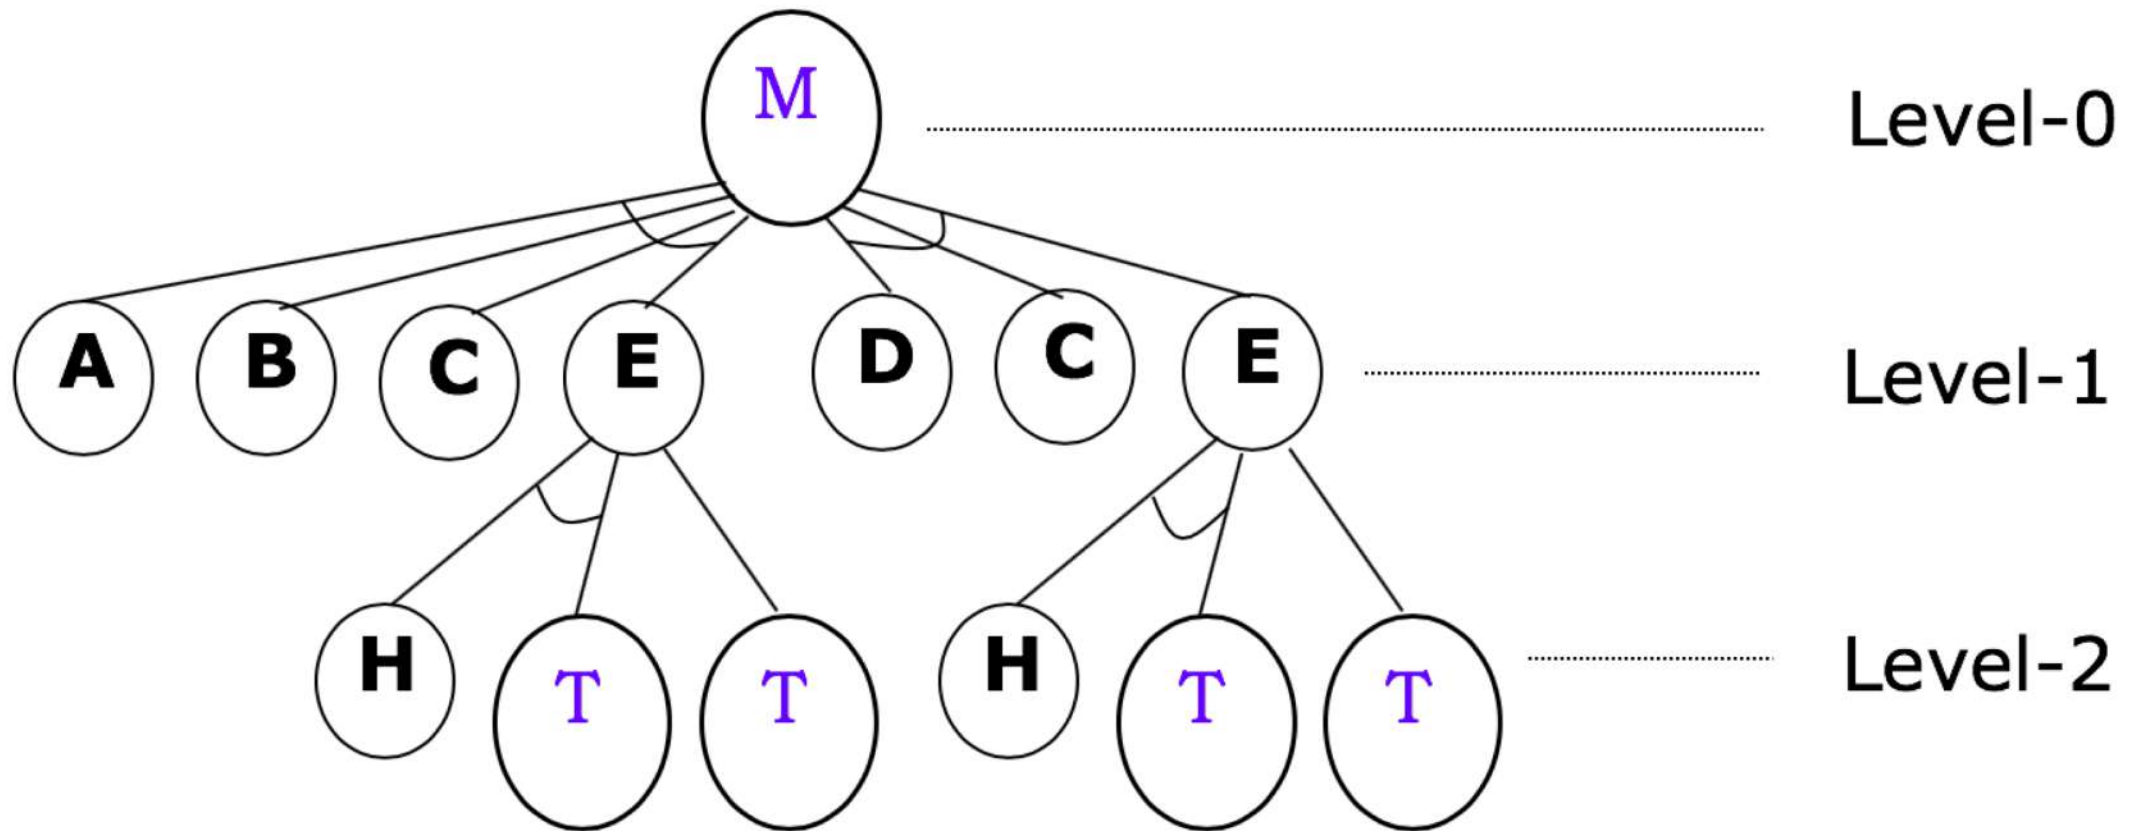 M Level-0
A B C E D C E Level-1
H T T H T T Level-2